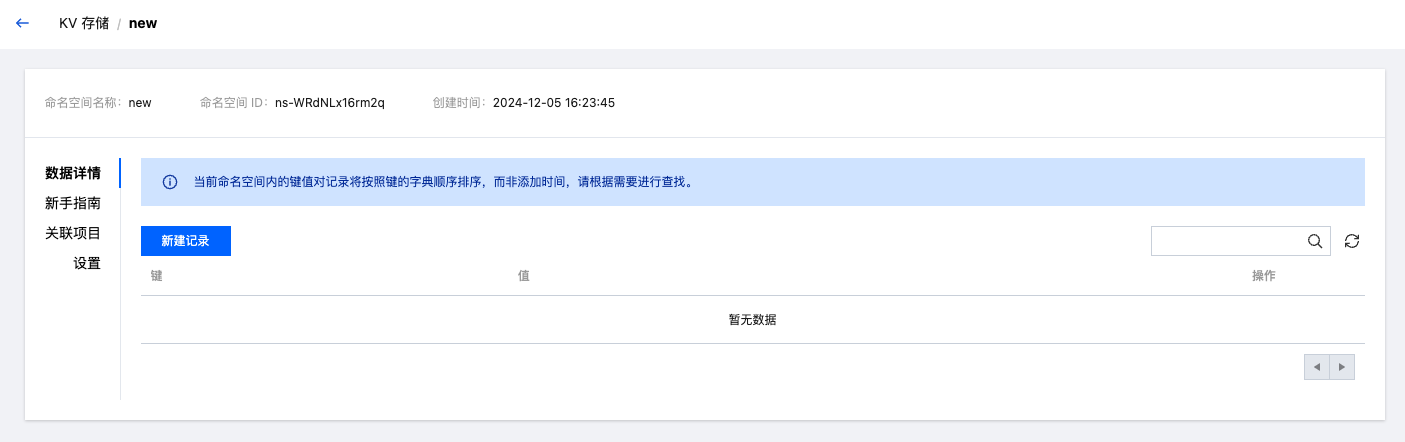 KV 存储 / new
命名空间名称：new 命名空间 ID：ns-WRdNLx16rm2q 创建时间：2024-12-05 16:23:45
数据详情
新手指南
关联项目
设置
当前命名空间内的键值对记录将按照键的字典顺序排序，而非添加时间，请根据需要进行查找。
新建记录
键 值 操作
暂无数据